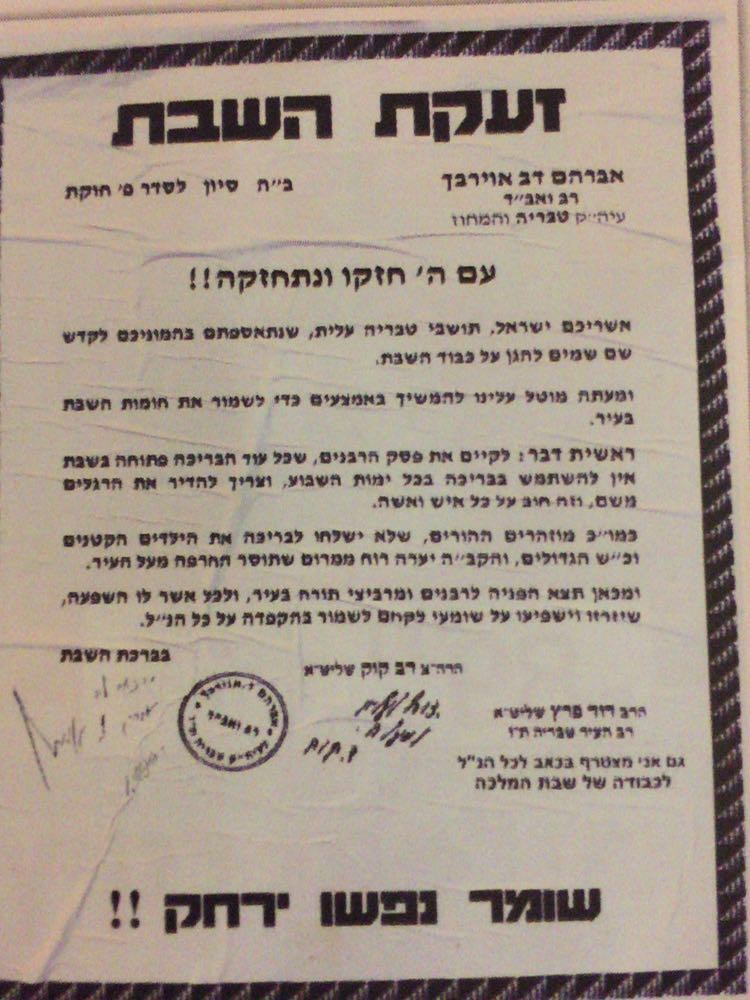 זעקת השבת
אברהם דב אוירבך
רב ואב״ד
עיה״ק טבריה והמחוז
ב״ה סיון לסדר פ׳ חוקת
עם ה׳ חזקו ונתחזקה!!
אשריכם ישראל, תושבי טבריה עלית, שנתאספתם בהמוניכם לקדש
שם שמים להגן על כבוד השבת.
ומעתה מוטל עלינו להמשיך באמצעים כדי לשמור את חומות השבת
בעיר.
ראשית דבר: לקיים את פסק הרבנים, שכל עוד הבריכה פתוחה בשבת
אין להשתמש בבריכה בכל ימות השבוע, וצריך להדיר את הרגלים
משם, וזה חוב על כל איש ואשה.
כמו״כ מוזהרים ההורים, שלא ישלחו לבריכה את הילדים הקטנים
וכ״ש הגדולים, והקב״ה יערה רוח ממרום שתוסר החרפה מעל העיר.
ומכאן תצא הפניה לרבנים ומרביצי תורה בעיר, ולכל אשר לו השפעה,
שיזרזו וישפיעו על שומעי לקחם לשמור בהקפדה על כל הנ״ל.
בברכת השבת
הרה״צ רב קוק שליט״א
הרב דוד פרץ שליט״א
רב העיר טבריה ת״ו
גם אני מצטרף בכאב לכל הנ״ל
לכבודה של שבת המלכה
ורב ואב״ד
שומר נפשו ירחק !!